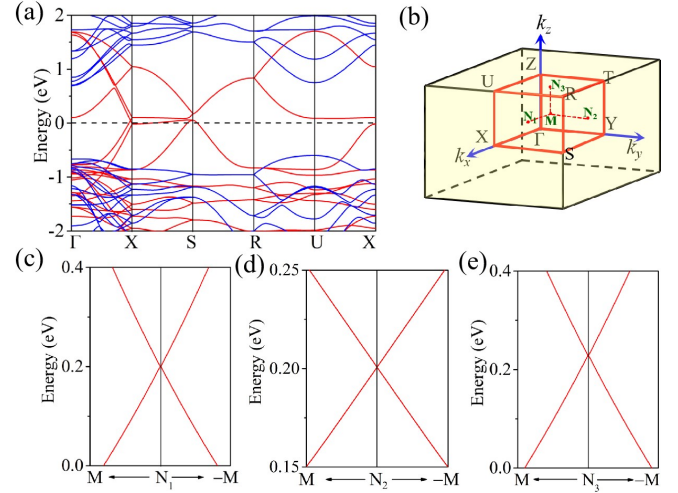 (a)
2
1
0
-1
-2
Energy (eV)
Γ X S R U X
(b)
kz
Z
U
T
N3
R
N1
M
N2
X
Γ
Y
S
kx
ky
(c)
0.4
0.2
0.0
Energy (eV)
M N1 −M
(d)
0.25
0.20
0.15
Energy (eV)
M N2 −M
(e)
0.4
0.2
0.0
Energy (eV)
M N3 −M